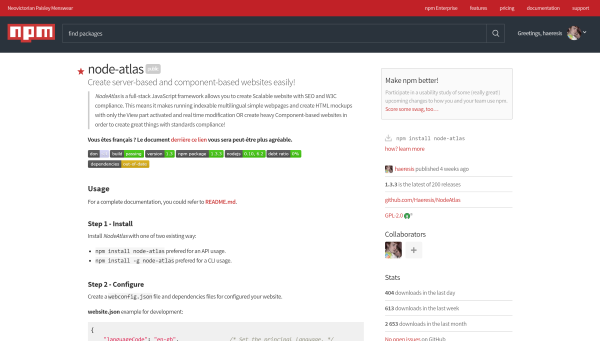 Neovictorian Paisley Menswear
npm Enterprise features pricing documentation support
npm
find packages
Greetings, haeresis
node-atlas
Create server-based and component-based websites easily!
NodeAtlas is a full-stack JavaScript framework allows you to create Scalable website with SEO and W3C
compliance. This means it makes running indexable multilingual simple webpages and create HTML mockups
with only the View part activated and real time modification OR create heavy Component-based websites in
order to create great things with standards compliance!
Vous êtes français ? Le document derrière ce lien vous sera peut-être plus agréable.
build passing version 1.3 npm package 1.3.3 nodejs 0.10, 6.2 debt ratio 0%
dependencies out of date
Usage
For a complete documentation, you could refer to README.md.
Step 1 - Install
Install NodeAtlas with one of two existing way:
• npm install node-atlas prefered for an API usage.
• npm install -g node-atlas prefered for a CLI usage.
Step 2 - Configure
Create a webconfig.json file and dependencies files for configured your website.
website.json example for development:
{
"languageCode": "en-gb", /* Set the principal language. */
Make npm better!
Participate in a usability study of some (really great!)
upcoming changes to how you and your team use npm.
Score some swag, too...
npm install node-atlas
how? learn more
haeresis published 4 weeks ago
1.3.3 is the latest of 200 releases
github.com/Haeresis/NodeAtlas
GPL-2.0
Collaborators
+
Stats
404 downloads in the last day
613 downloads in the last week
2 653 downloads in the last month
No open issues on GitHub